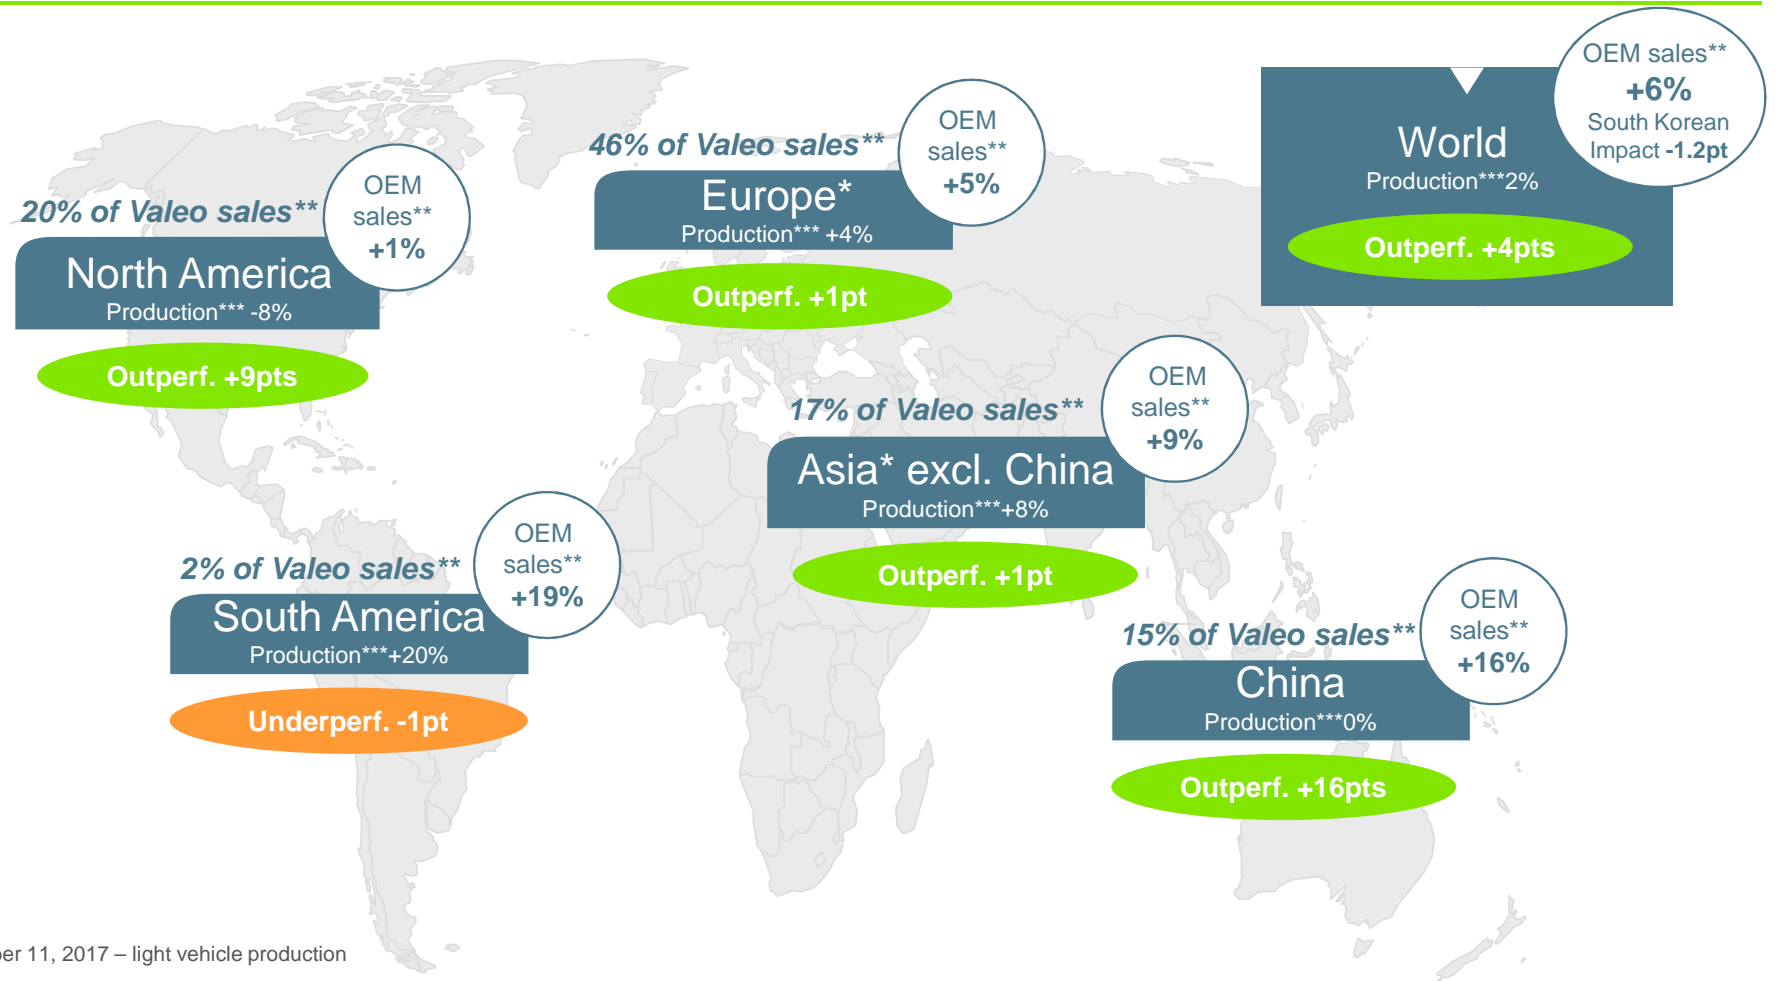 OEM sales**
+6%
South Korean
Impact -1.2pt
World
Production***2%
Outperf. +4pts
46% of Valeo sales**
OEM
sales**
+5%
Europe*
Production*** +4%
Outperf. +1pt
20% of Valeo sales**
OEM
sales**
+1%
North America
Production*** -8%
Outperf. +9pts
17% of Valeo sales**
OEM
sales**
+9%
Asia* excl. China
Production***+8%
Outperf. +1pt
2% of Valeo sales**
OEM
sales**
+19%
South America
Production***+20%
Underperf. -1pt
15% of Valeo sales**
OEM
sales**
+16%
China
Production***0%
Outperf. +16pts
11, 2017 – light vehicle production